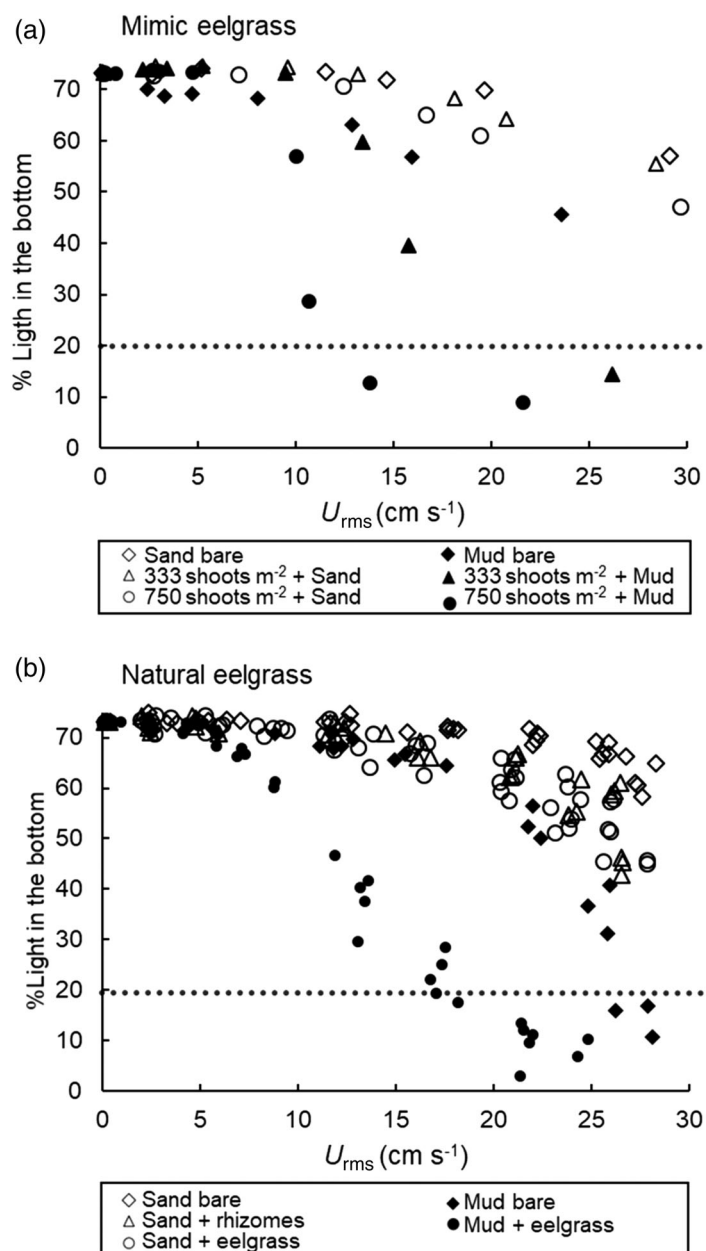 (a)
Mimic eelgrass
% Ligth in the bottom
70
60
50
40
30
20
10
0
0 5 10 15 20 25 30
Urms (cm s-1)
◇ Sand bare ◆ Mud bare
△ 333 shoots m-2 + Sand ▲ 333 shoots m-2 + Mud
○ 750 shoots m-2 + Sand ● 750 shoots m-2 + Mud
(b)
Natural eelgrass
%Light in the bottom
70
60
50
40
30
20
10
0
0 5 10 15 20 25 30
Urms (cm s-1)
◇ Sand bare ◆ Mud bare
△ Sand + rhizomes ● Mud + eelgrass
○ Sand + eelgrass